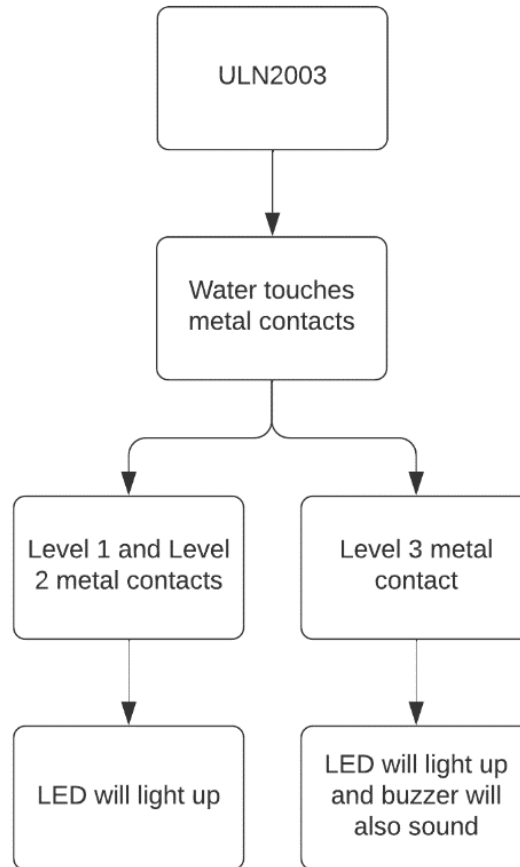 ULN2003
Water touches
metal contacts
Level 1 and Level
2 metal contacts
Level 3 metal
contact
LED will light up
LED will light up
and buzzer will
also sound